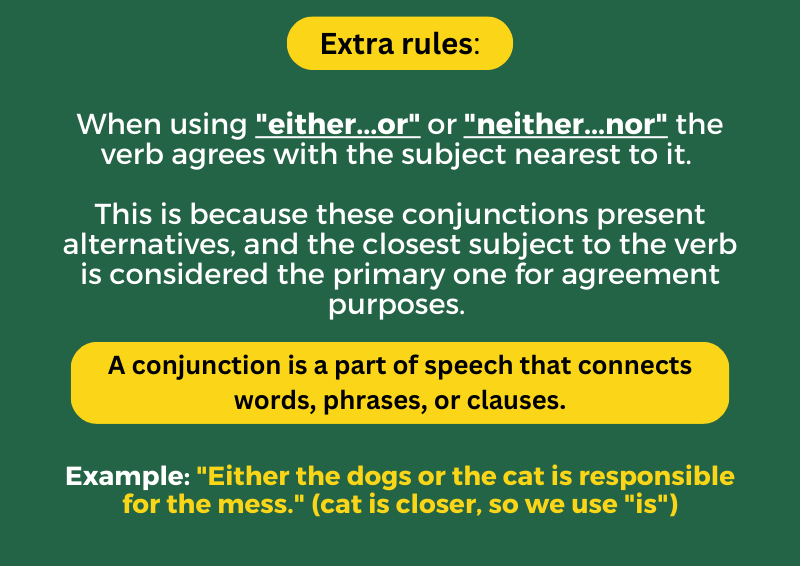 Extra rules:
When using "either...or" or "neither...nor" the
verb agrees with the subject nearest to it.
This is because these conjunctions present
alternatives, and the closest subject to the verb
is considered the primary one for agreement
purposes.
A conjunction is a part of speech that connects
words, phrases, or clauses.
Example: "Either the dogs or the cat is responsible
for the mess." (cat is closer, so we use "is")